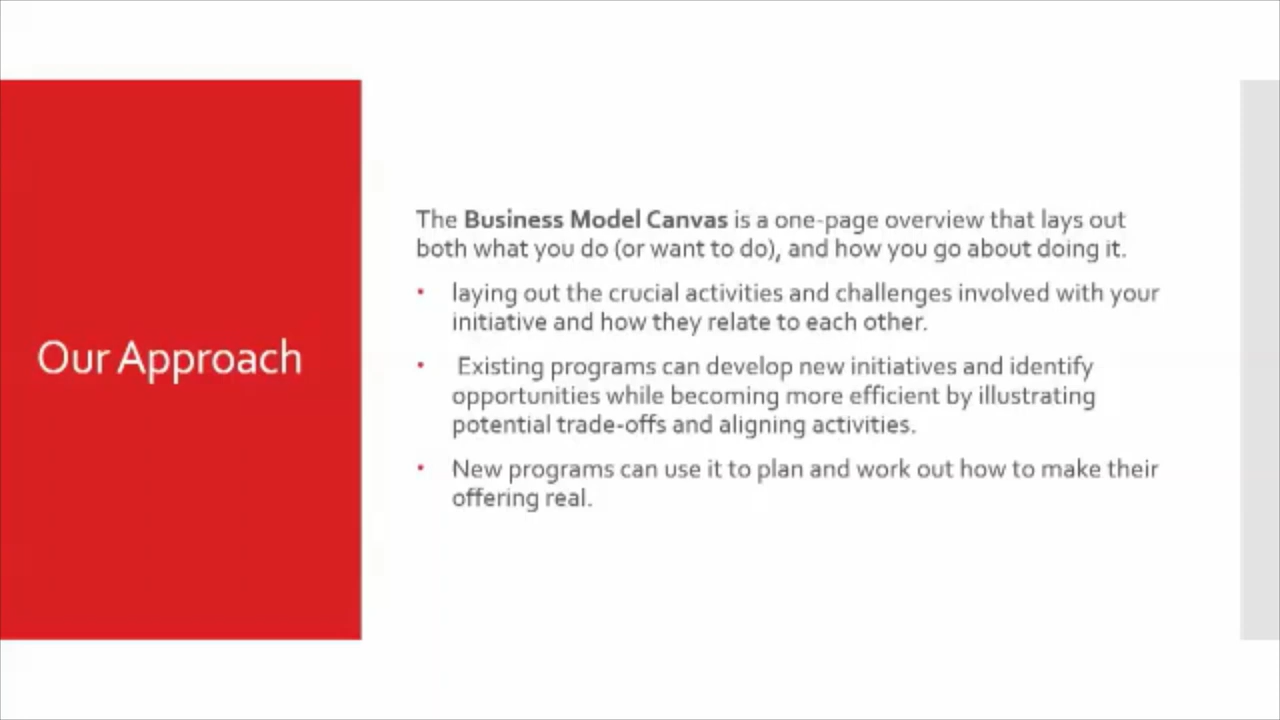 Our Approach
The Business Model Canvas is a one-page overview that lays out
both what you do (or want to do), and how you go about doing it.
• laying out the crucial activities and challenges involved with your
initiative and how they relate to each other.
• Existing programs can develop new initiatives and identify
opportunities while becoming more efficient by illustrating
potential trade-offs and aligning activities.
• New programs can use it to plan and work out how to make their
offering real.